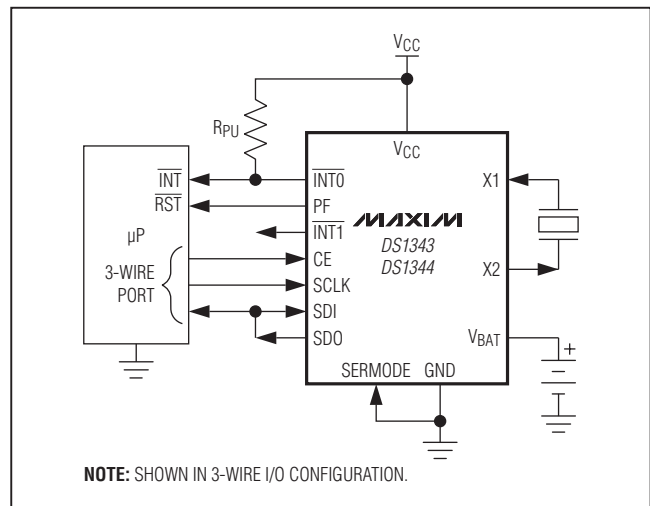 VCC
RPU
VCC
INT
INT0
X1
RST
PF
MAXIM
INT1
DS1343
µP
CE
DS1344
X2
3-WIRE
PORT
SCLK
SDI
SDO
VBAT
+
SERMODE GND
NOTE: SHOWN IN 3-WIRE I/O CONFIGURATION.